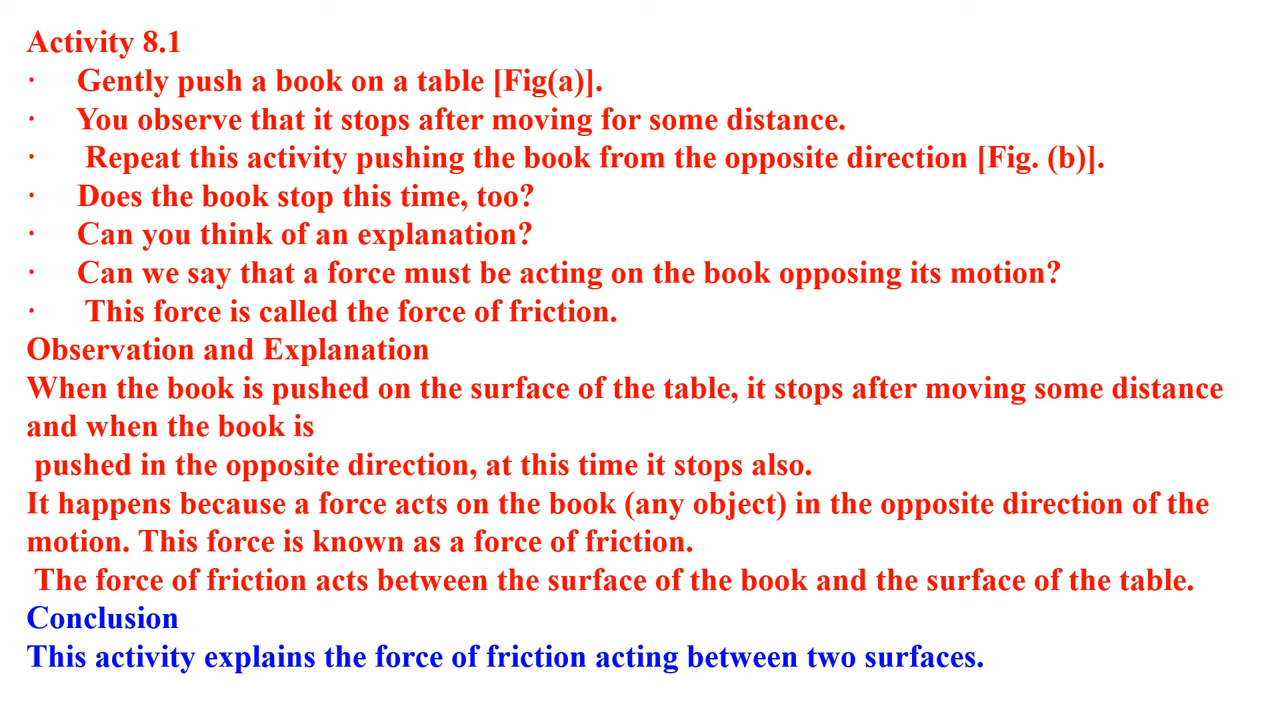 Activity 8.1
· Gently push a book on a table [Fig(a)].
· You observe that it stops after moving for some distance.
· Repeat this activity pushing the book from the opposite direction [Fig. (b)].
· Does the book stop this time, too?
· Can you think of an explanation?
· Can we say that a force must be acting on the book opposing its motion?
· This force is called the force of friction.
Observation and Explanation
When the book is pushed on the surface of the table, it stops after moving some distance
and when the book is
pushed in the opposite direction, at this time it stops also.
It happens because a force acts on the book (any object) in the opposite direction of the
motion. This force is known as a force of friction.
The force of friction acts between the surface of the book and the surface of the table.
Conclusion
This activity explains the force of friction acting between two surfaces.